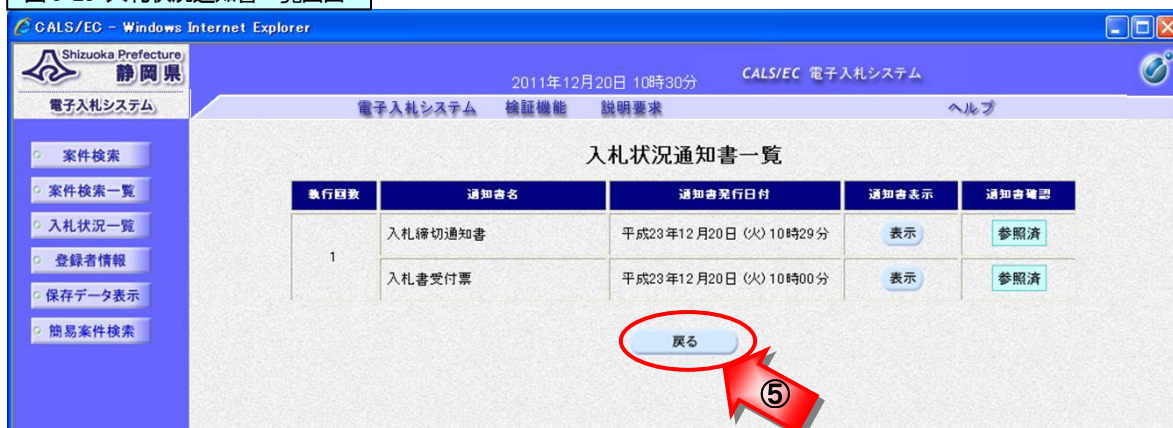 CALS/EC - Windows Internet Explorer
Shizuoka Prefecture
静岡県
2011年12月20日 10時30分
CALS/EC 電子入札システム
電子入札システム
電子入札システム 検証機能 説明要求 ヘルプ
案件検索
案件検索一覧
入札状況一覧
登録者情報
保存データ表示
簡易案件検索
入札状況通知書一覧
執行回数 通知書名 通知書発行日付 通知書表示 通知書確認
1
入札締切通知書 平成23年12月20日 (火) 10時29分 表示 参照済
入札書受付票 平成23年12月20日 (火) 10時00分 表示 参照済
戻る
⑤